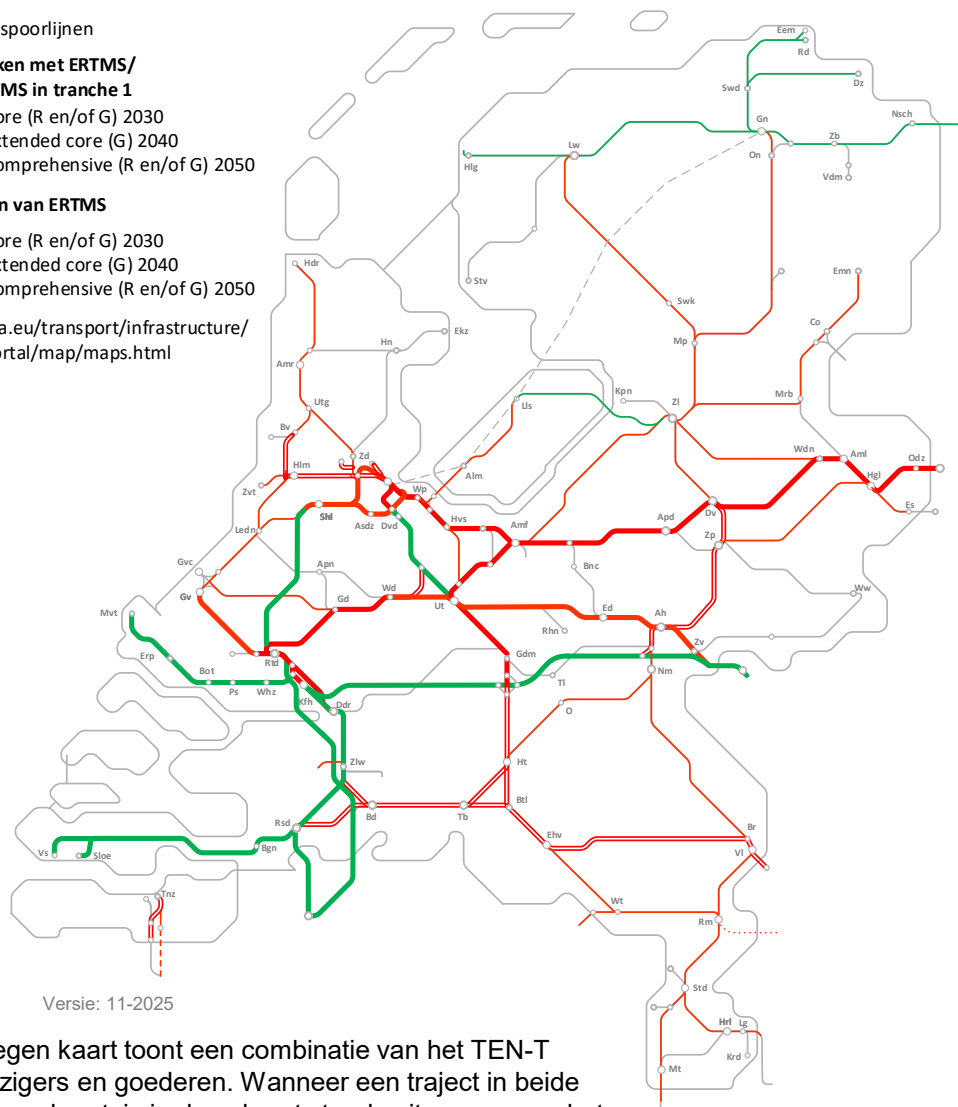 spoorlijnen
ken met ERTMS/
MS in tranche 1
ore (R en/of G) 2030
xtended core (G) 2040
omprehensive (R en/of G) 2050
n van ERTMS
ore (R en/of G) 2030
xtended core (G) 2040
omprehensive (R en/of G) 2050
a.eu/transport/infrastructure/
ortal/map/maps.html
Eem
Rd
Swd
Dz
Gn
Nsch
Zb
On
Vdm
Lw
Hlg
Stv
Hdr
Swk
Emn
Hn
Ekz
Mp
Co
Amr
Utg
Lls
Kpn
Zl
Mrb
Bv
Hlm
Zd
Alm
Wdn
Aml
Odz
Zvt
Wp
Hgl
Shl
Asdz
Dvd
Hvs
Amf
Apd
Dv
Es
Ledn
Zp
Gvc
Apn
Bnc
Gv
Gd
Wd
Ut
Ww
Mvt
Rhn
Ed
Ah
Erp
Rtd
Gdm
Zv
Bot
Ps
Whz
Kfh
Tl
Nm
Ddr
O
Zlw
Ht
Rsd
Bd
Tb
Btl
Ehv
Br
Vl
Vs
Sloe
Bgn
Tnz
Wt
Rm
Std
Hrl
Lg
Krd
Mt
Versie: 11-2025
egen kaart toont een combinatie van het TEN-T
zigers en goederen. Wanneer een traject in beide